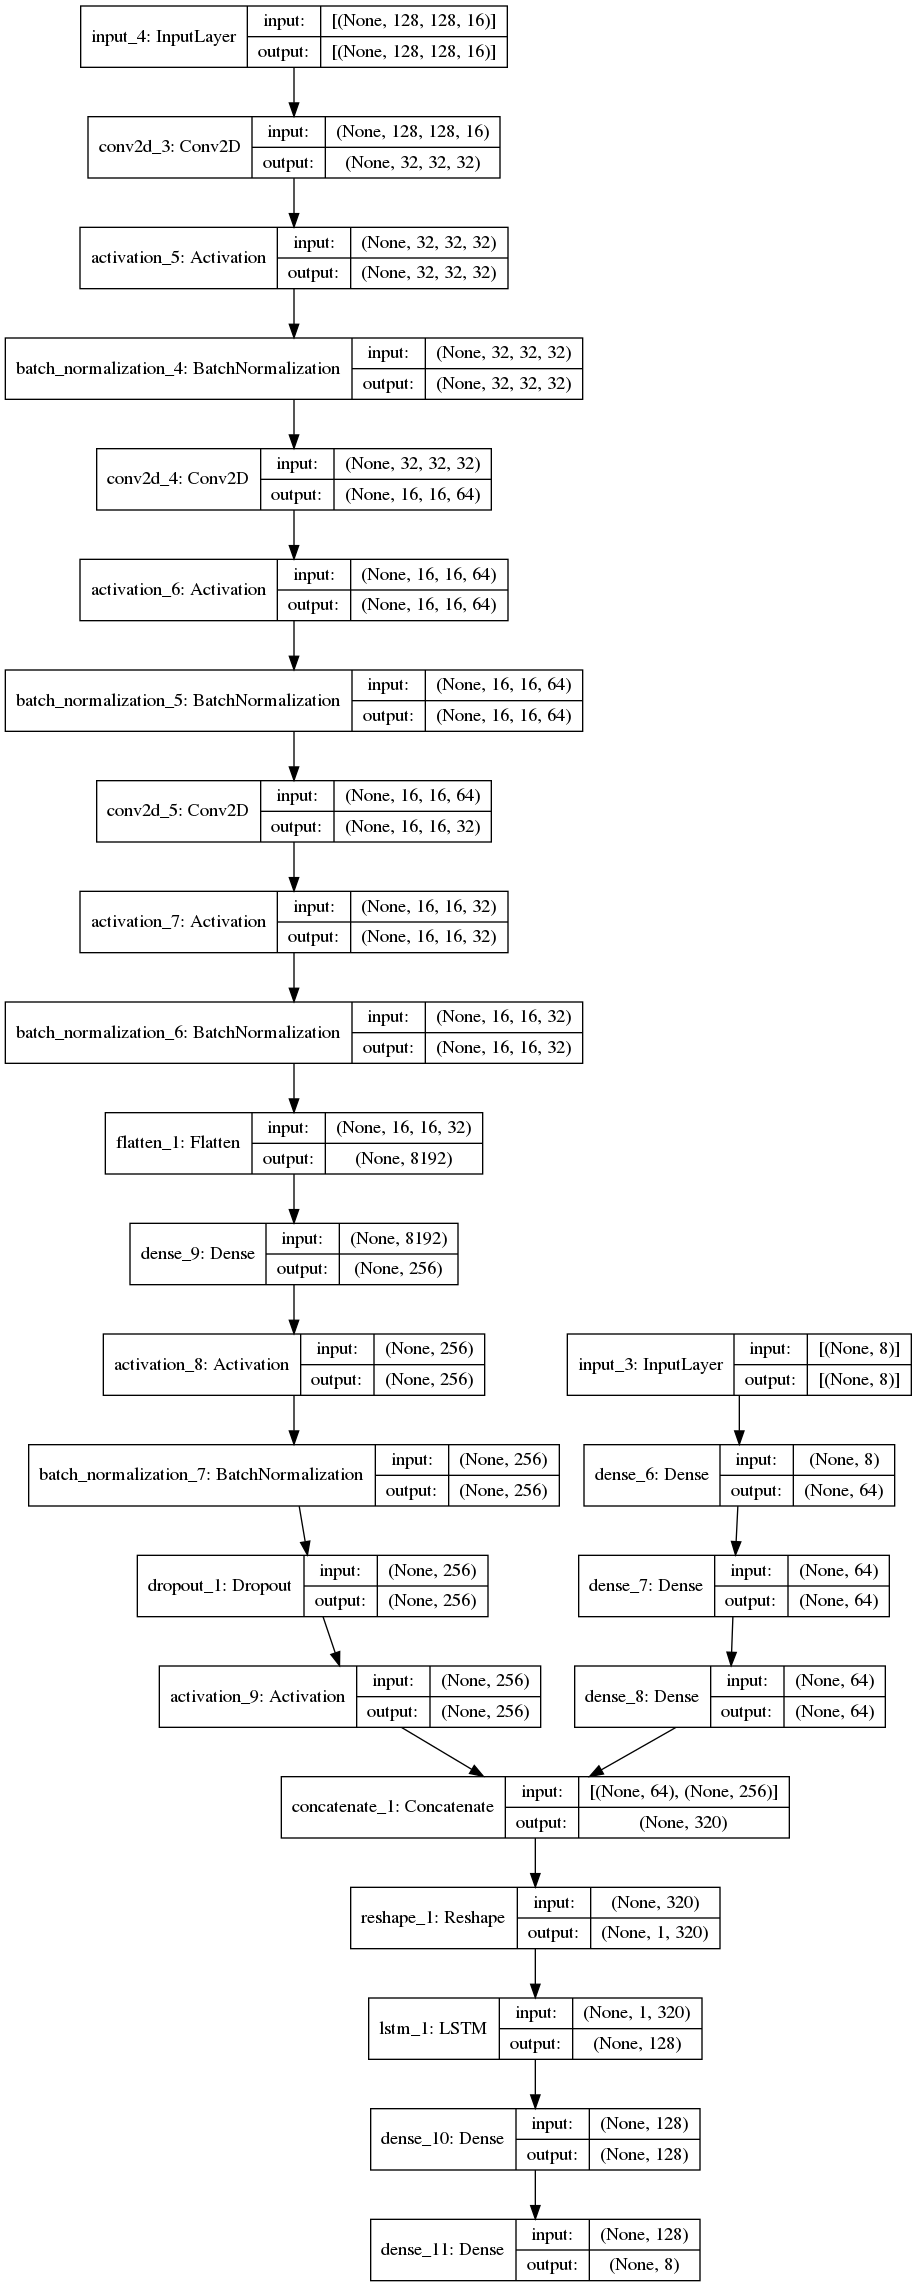 input_4: InputLayer
input: [(None, 128, 128, 16)]
output: [(None, 128, 128, 16)]
conv2d_3: Conv2D
input: (None, 128, 128, 16)
output: (None, 32, 32, 32)
activation_5: Activation
input: (None, 32, 32, 32)
output: (None, 32, 32, 32)
batch_normalization_4: BatchNormalization
input: (None, 32, 32, 32)
output: (None, 32, 32, 32)
conv2d_4: Conv2D
input: (None, 32, 32, 32)
output: (None, 16, 16, 64)
activation_6: Activation
input: (None, 16, 16, 64)
output: (None, 16, 16, 64)
batch_normalization_5: BatchNormalization
input: (None, 16, 16, 64)
output: (None, 16, 16, 64)
conv2d_5: Conv2D
input: (None, 16, 16, 64)
output: (None, 16, 16, 32)
activation_7: Activation
input: (None, 16, 16, 32)
output: (None, 16, 16, 32)
batch_normalization_6: BatchNormalization
input: (None, 16, 16, 32)
output: (None, 16, 16, 32)
flatten_1: Flatten
input: (None, 16, 16, 32)
output: (None, 8192)
dense_9: Dense
input: (None, 8192)
output: (None, 256)
activation_8: Activation
input: (None, 256)
output: (None, 256)
input_3: InputLayer
input: [(None, 8)]
output: [(None, 8)]
batch_normalization_7: BatchNormalization
input: (None, 256)
output: (None, 256)
dense_6: Dense
input: (None, 8)
output: (None, 64)
dropout_1: Dropout
input: (None, 256)
output: (None, 256)
dense_7: Dense
input: (None, 64)
output: (None, 64)
activation_9: Activation
input: (None, 256)
output: (None, 256)
dense_8: Dense
input: (None, 64)
output: (None, 64)
concatenate_1: Concatenate
input: [(None, 64), (None, 256)]
output: (None, 320)
reshape_1: Reshape
input: (None, 320)
output: (None, 1, 320)
lstm_1: LSTM
input: (None, 1, 320)
output: (None, 128)
dense_10: Dense
input: (None, 128)
output: (None, 128)
dense_11: Dense
input: (None, 128)
output: (None, 8)